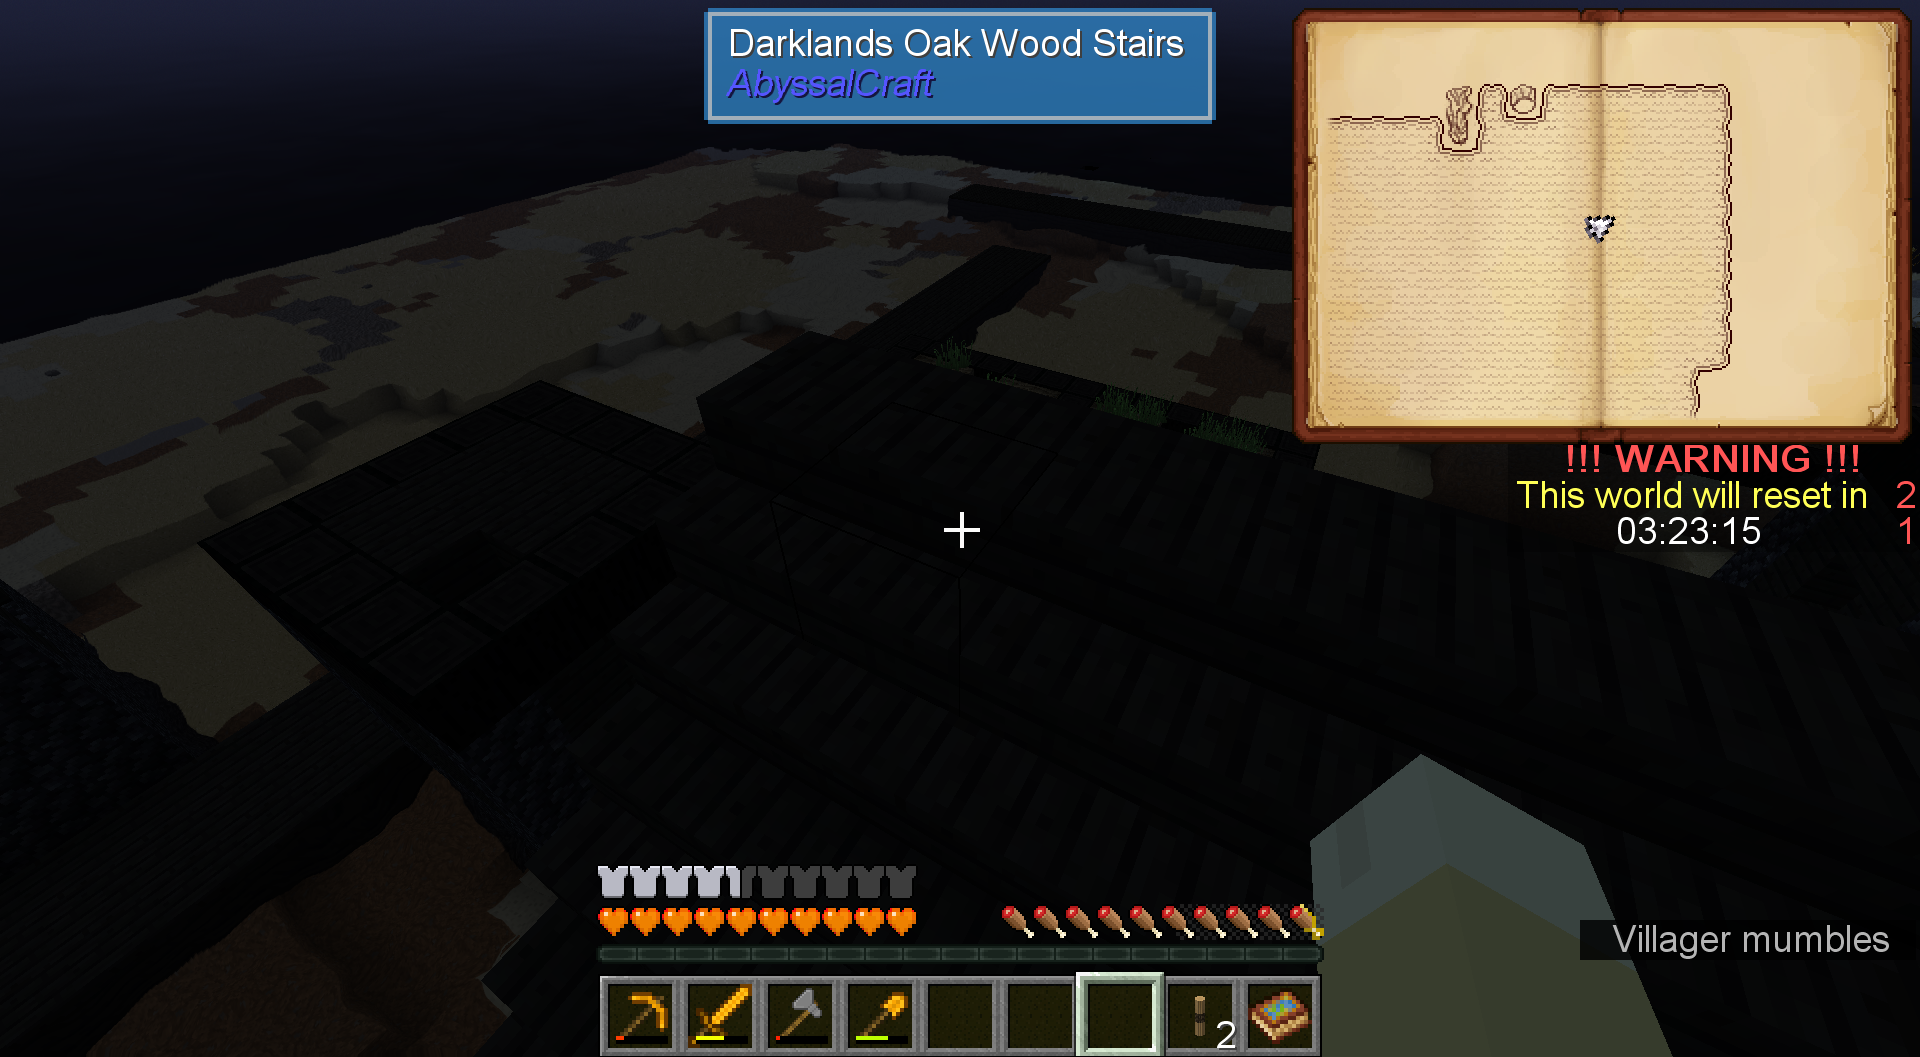 Darklands Oak Wood Stairs
AbyssalCraft
!!! WARNING !!!
This world will reset in 2
03:23:15 1
Villager mumbles
2